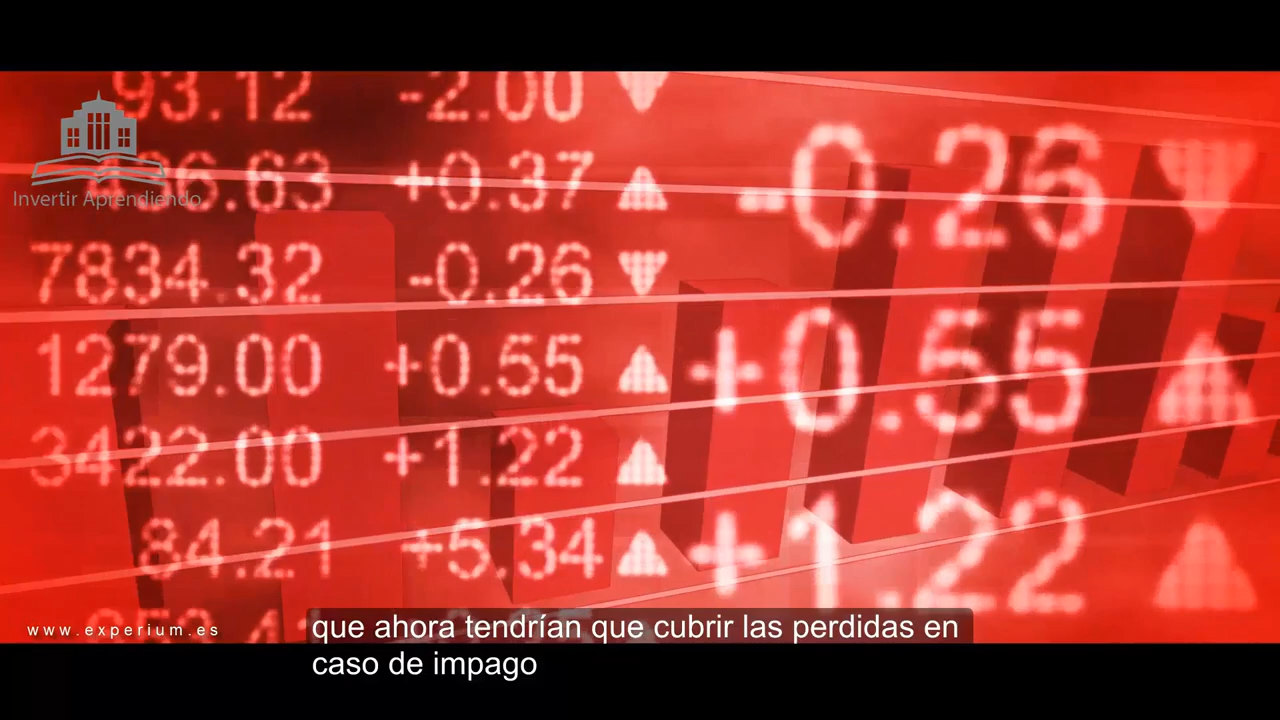 93.12 -2.00
Invertir Aprendiendo
6.63 +0.37
-0.26
7834.32 -0.26
1279.00 +0.55
+0.55
3422.00 +1.22
84.21 +5.34
+1.22
www.experium.es
que ahora tendrían que cubrir las perdidas en
caso de impago